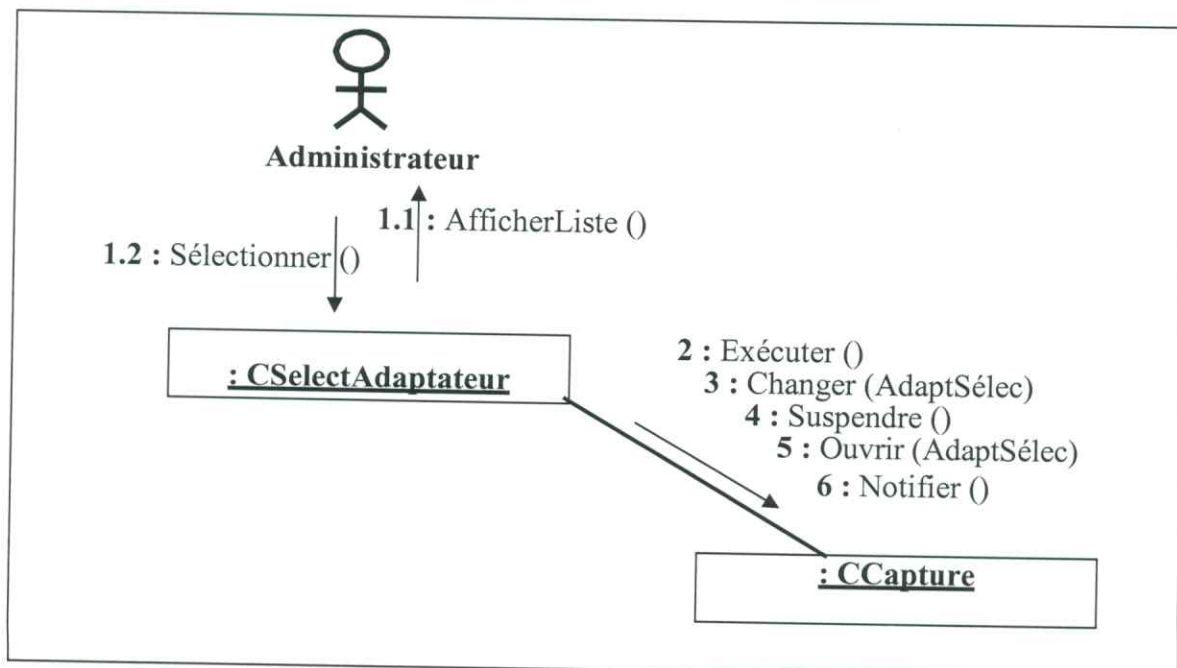 Administrateur
1.1 : AfficherListe ()
1.2 : Sélectionner ()
: CSelectAdaptateur
2 : Exécuter ()
3 : Changer (AdaptSélec)
4 : Suspendre ()
5 : Ouvrir (AdaptSélec)
6 : Notifier ()
: CCapture